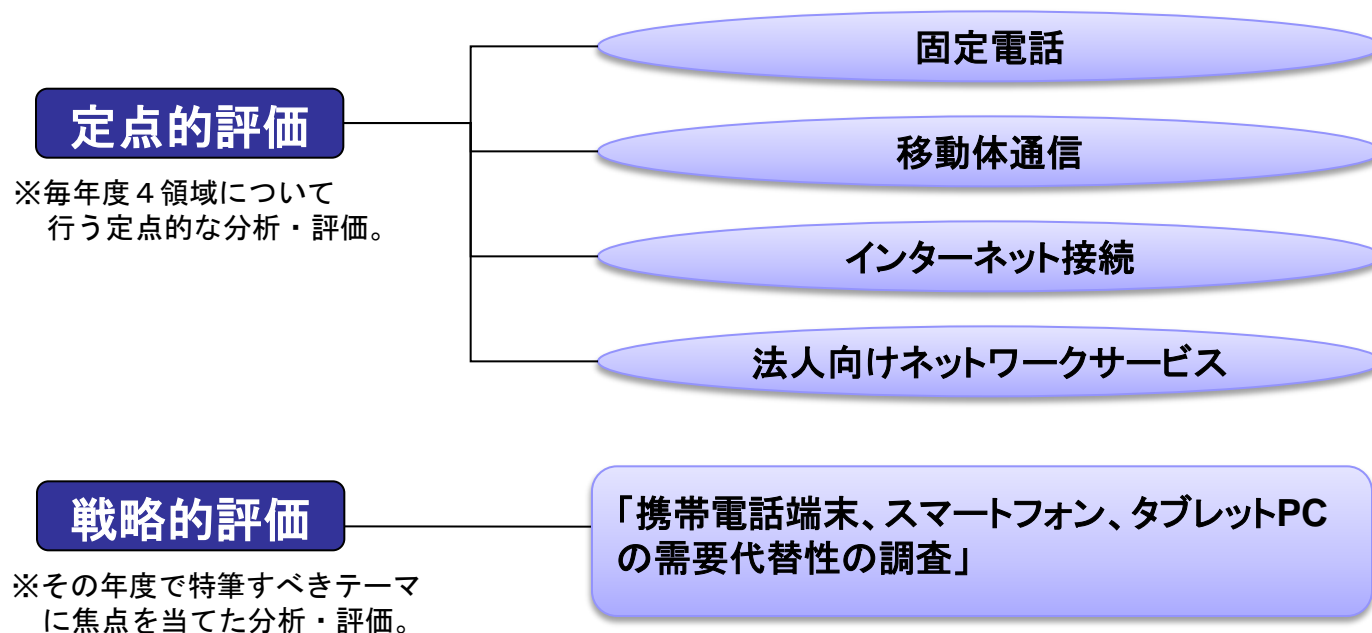 固定電話
定点的評価
移動体通信
※毎年度４領域について
行う定点的な分析・評価。
インターネット接続
法人向けネットワークサービス
戦略的評価
「携帯電話端末、スマートフォン、タブレットPC
の需要代替性の調査」
※その年度で特筆すべきテーマ
に焦点を当てた分析・評価。